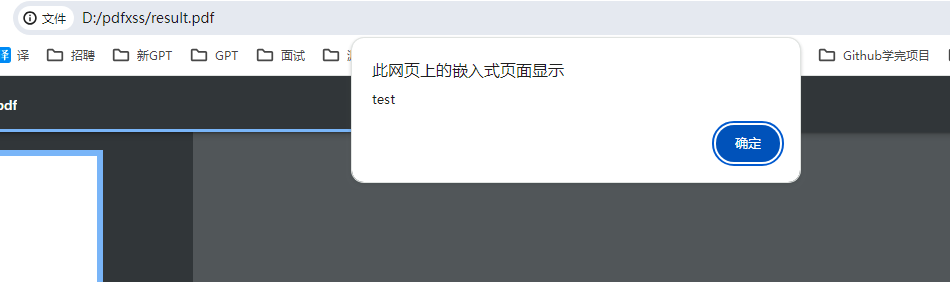 文件 D:/pdfxss/result.pdf
译 招聘 新GPT GPT 面试 Github学完项目
此网页上的嵌入式页面显示
test
确定
pdf